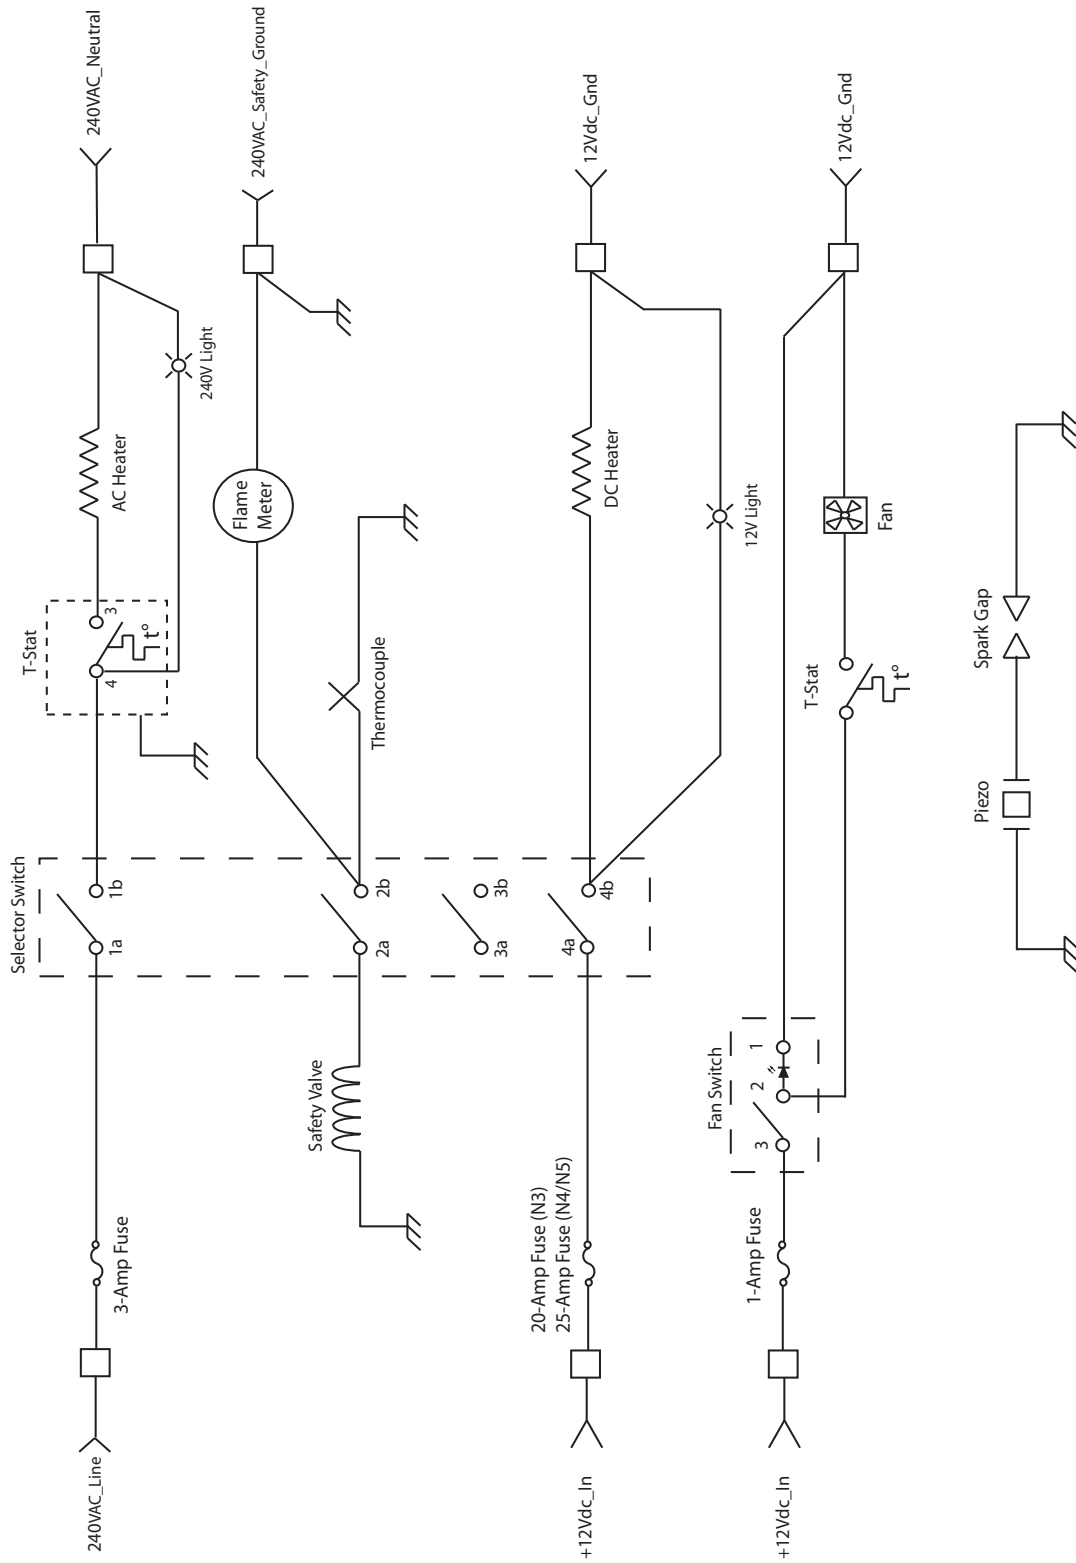 240VAC_Line
3-Amp Fuse
Selector Switch
1a
1b
T-Stat
4
3
t°
AC Heater
240V Light
240VAC_Neutral
Safety Valve
2a
2b
Thermocouple
Flame
Meter
240VAC_Safety_Ground
3a
3b
+12Vdc_In
20-Amp Fuse (N3)
25-Amp Fuse (N4/N5)
4a
4b
DC Heater
12V Light
12Vdc_Gnd
+12Vdc_In
1-Amp Fuse
Fan Switch
3
2
1
T-Stat
t°
Fan
12Vdc_Gnd
Piezo
Spark Gap